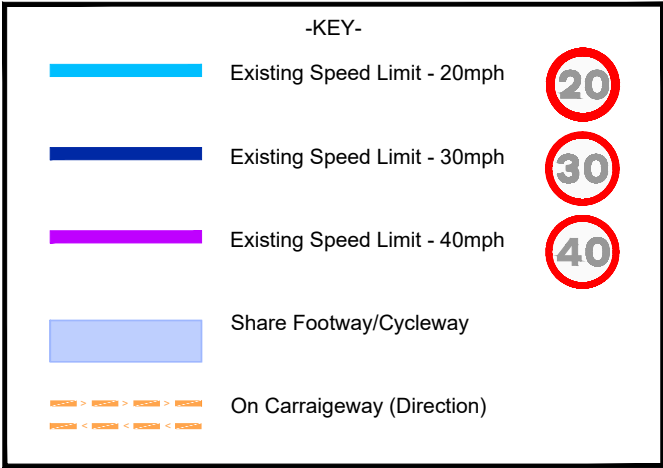 -KEY-
Existing Speed Limit - 20mph
20
Existing Speed Limit - 30mph
30
Existing Speed Limit - 40mph
40
Share Footway/Cycleway
On Carraigeway (Direction)
> > >
< < <